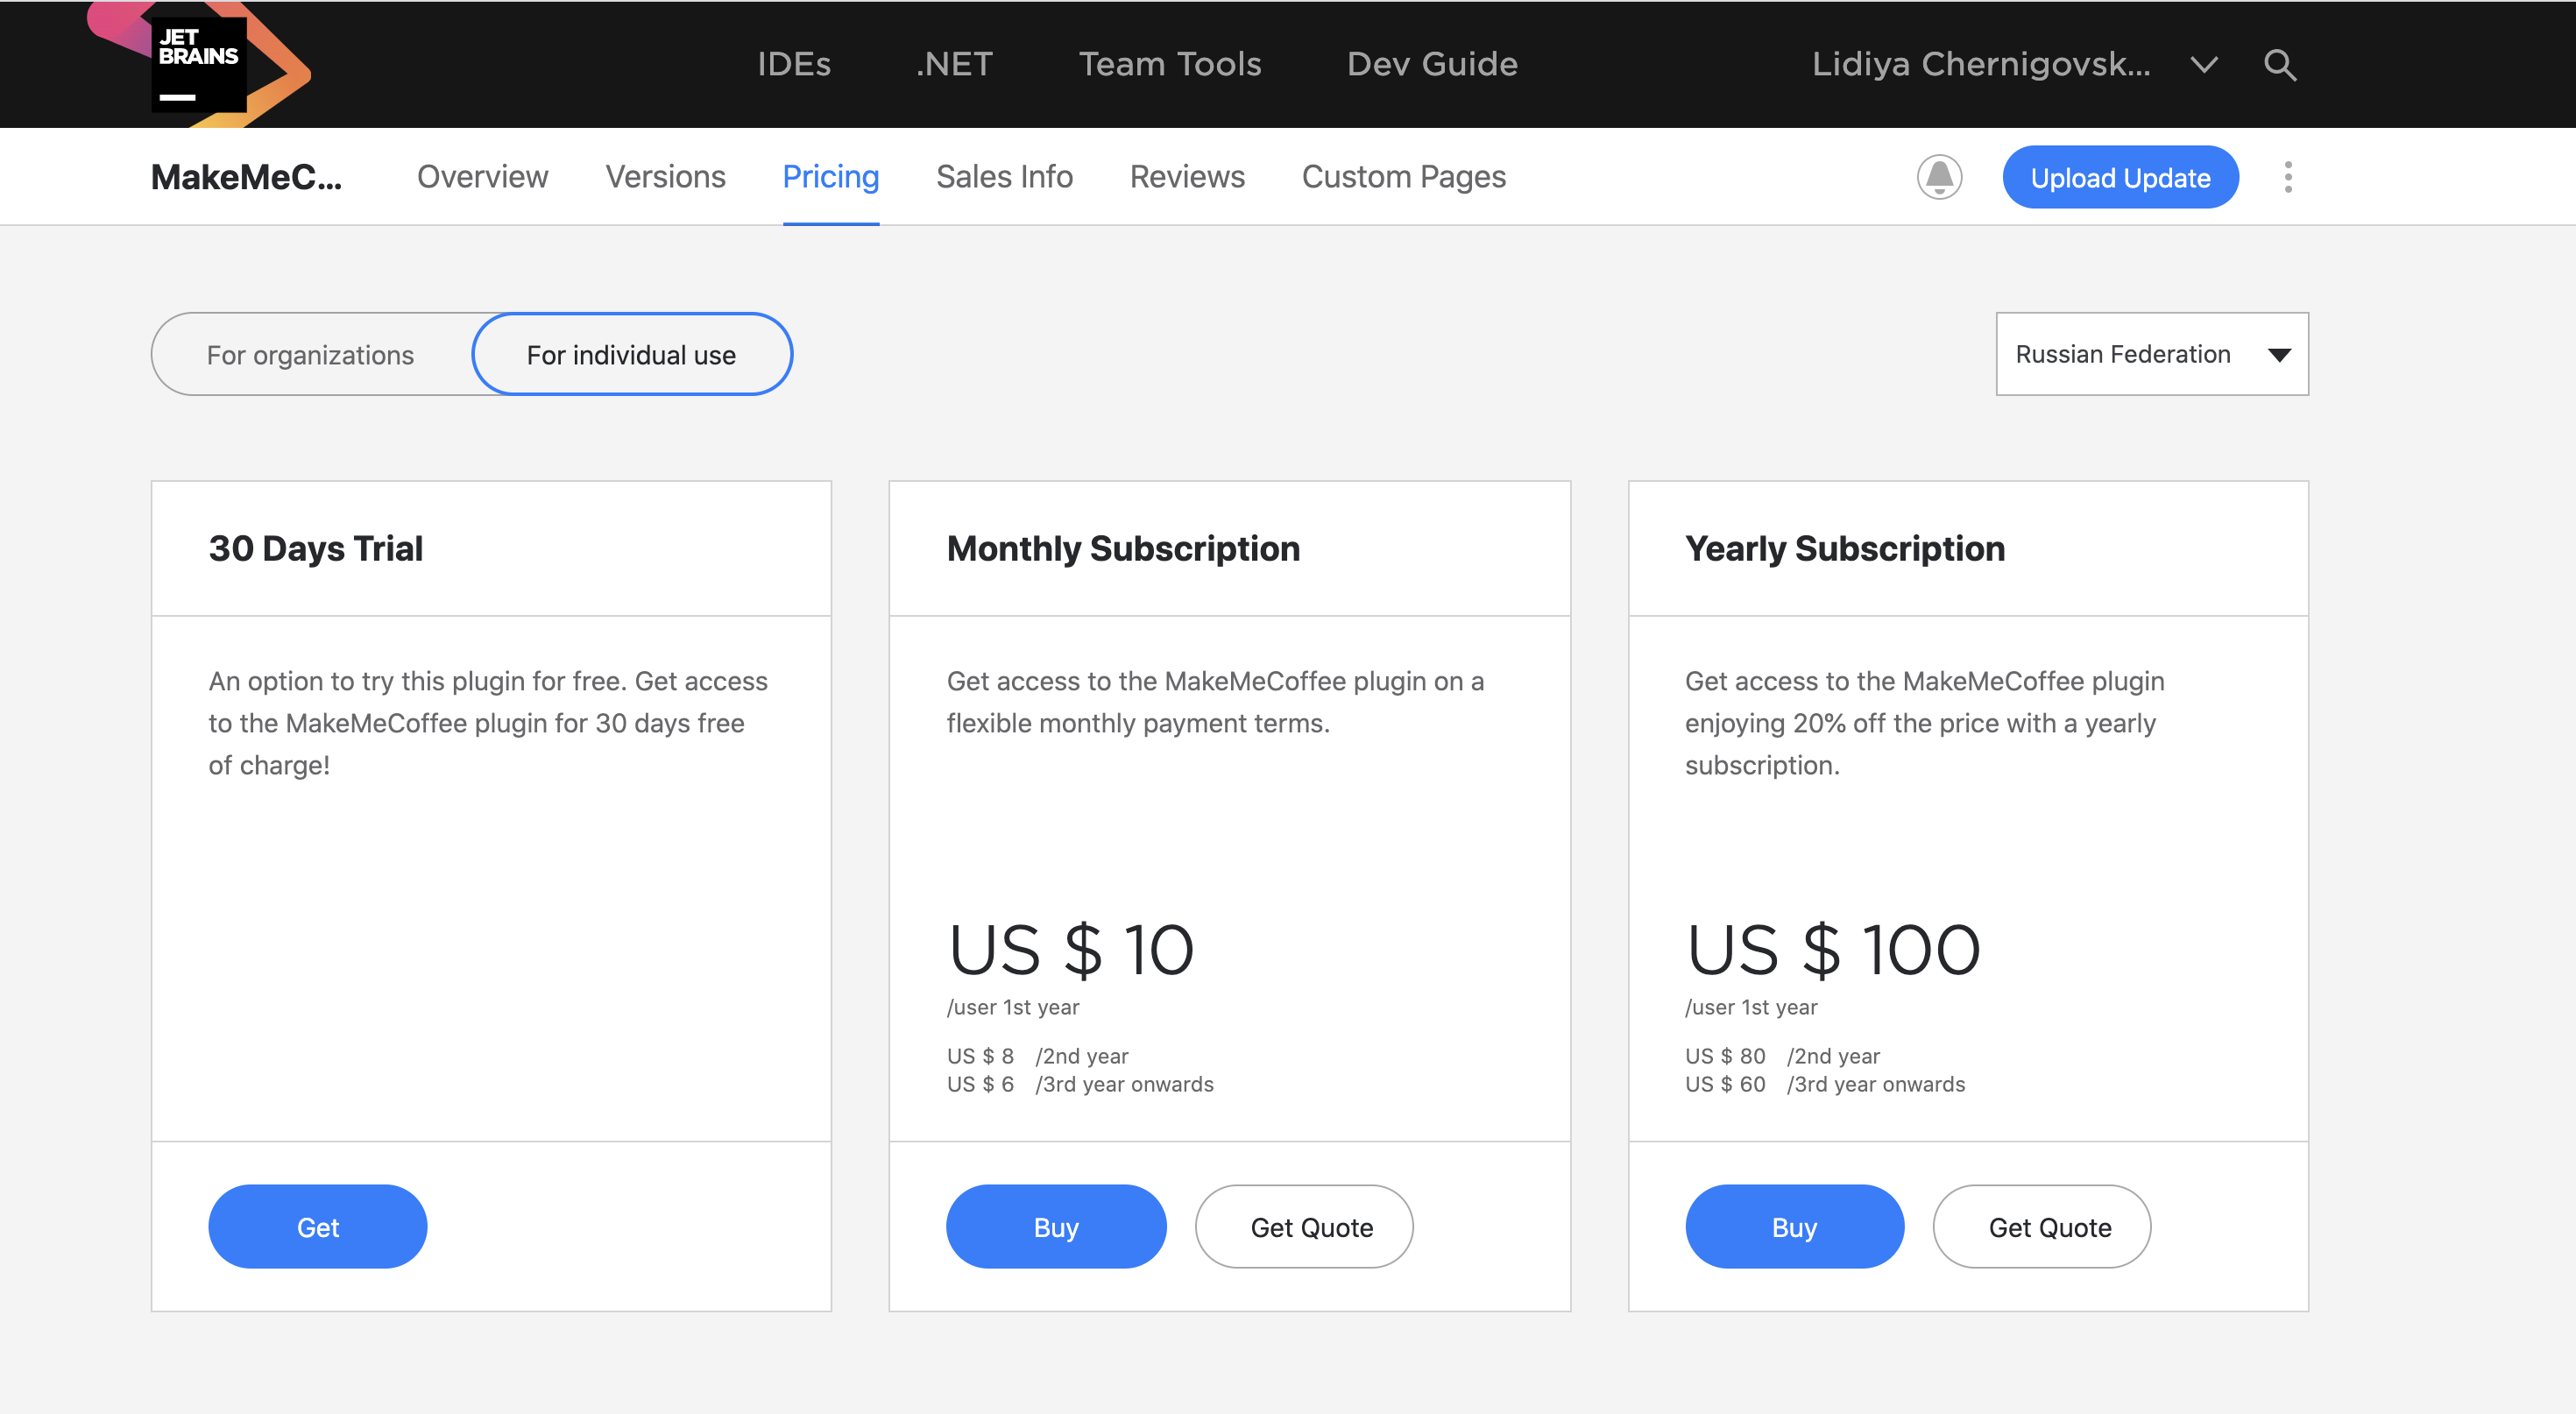 JET
BRAINS
IDEs .NET Team Tools Dev Guide Lidiya Chernigovsk...
MakeMeC... Overview Versions Pricing Sales Info Reviews Custom Pages Upload Update
For organizations For individual use Russian Federation
30 Days Trial
An option to try this plugin for free. Get access
to the MakeMeCoffee plugin for 30 days free
of charge!
Get
Monthly Subscription
Get access to the MakeMeCoffee plugin on a
flexible monthly payment terms.
US $ 10
/user 1st year
US $ 8 /2nd year
US $ 6 /3rd year onwards
Buy Get Quote
Yearly Subscription
Get access to the MakeMeCoffee plugin
enjoying 20% off the price with a yearly
subscription.
US $ 100
/user 1st year
US $ 80 /2nd year
US $ 60 /3rd year onwards
Buy Get Quote